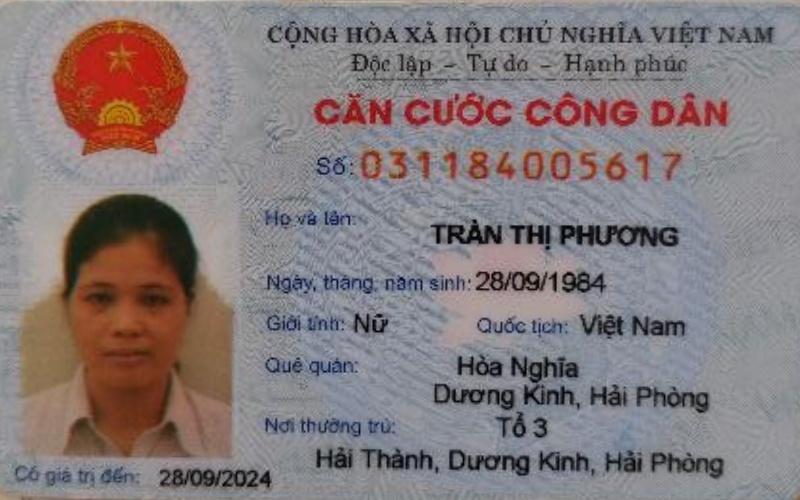 CỘNG HÒA XÃ HỘI CHỦ NGHĨA VIỆT NAM
Độc lập - Tự do - Hạnh phúc
CĂN CƯỚC CÔNG DÂN
Số: 031184005617
Họ và tên: TRẦN THỊ PHƯƠNG
Ngày, tháng, năm sinh: 28/09/1984
Giới tính: Nữ Quốc tịch: Việt Nam
Quê quán: Hòa Nghĩa
Dương Kinh, Hải Phòng
Nơi thường trú: Tổ 3
Hải Thành, Dương Kinh, Hải Phòng
Có giá trị đến: 28/09/2024